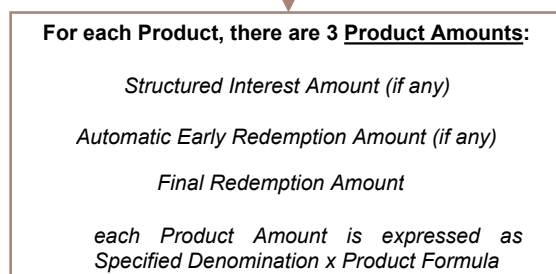 For each Product, there are 3 Product Amounts:
Structured Interest Amount (if any)
Automatic Early Redemption Amount (if any)
Final Redemption Amount
each Product Amount is expressed as
Specified Denomination x Product Formula